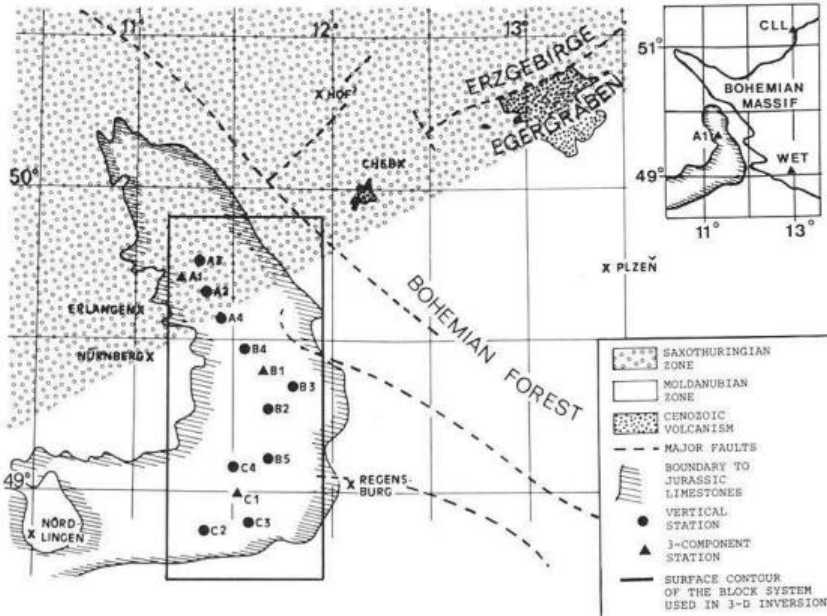 11° 12° 13°
ERZGEBIRGE
EGERGRABEN
X HOF
CHEB X
50°
A3
A1
A2
A4
ERLANGEN X
NÜRNBERG X
B4
B1
B3
B2
B5
C4
C1
C2
C3
49°
REGENS-
X BURG
NÖRD-
X LINGEN
BOHEMIAN FOREST
X PLZEŇ
CLL
51°
BOHEMIAN
MASSIF
A1
WET
49°
11° 13°
SAXOTHURINGIAN
ZONE
MOLDANUBIAN
ZONE
CENOZOIC
VOLCANISM
MAJOR FAULTS
BOUNDARY TO
JURASSIC
LIMESTONES
VERTICAL
STATION
3-COMPONENT
STATION
SURFACE CONTOUR
OF THE BLOCK SYSTEM
USED IN 3-D INVERSION